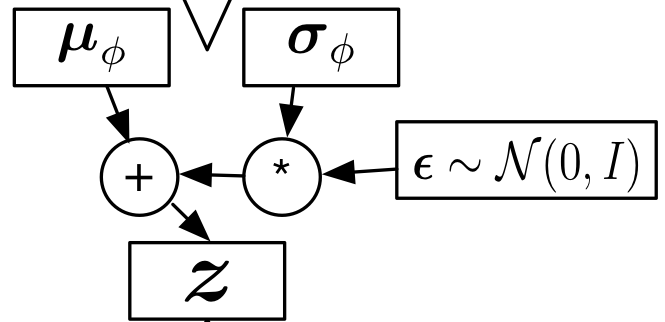 μ_ϕ σ_ϕ
+ * ϵ ∼ 𝒩(0, I)
z